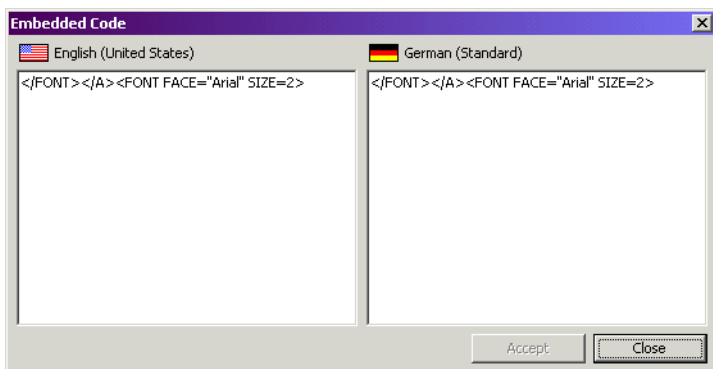 Embedded Code
English (United States)
German (Standard)
</FONT></A><FONT FACE="Arial" SIZE=2>
</FONT></A><FONT FACE="Arial" SIZE=2>
Accept
Close